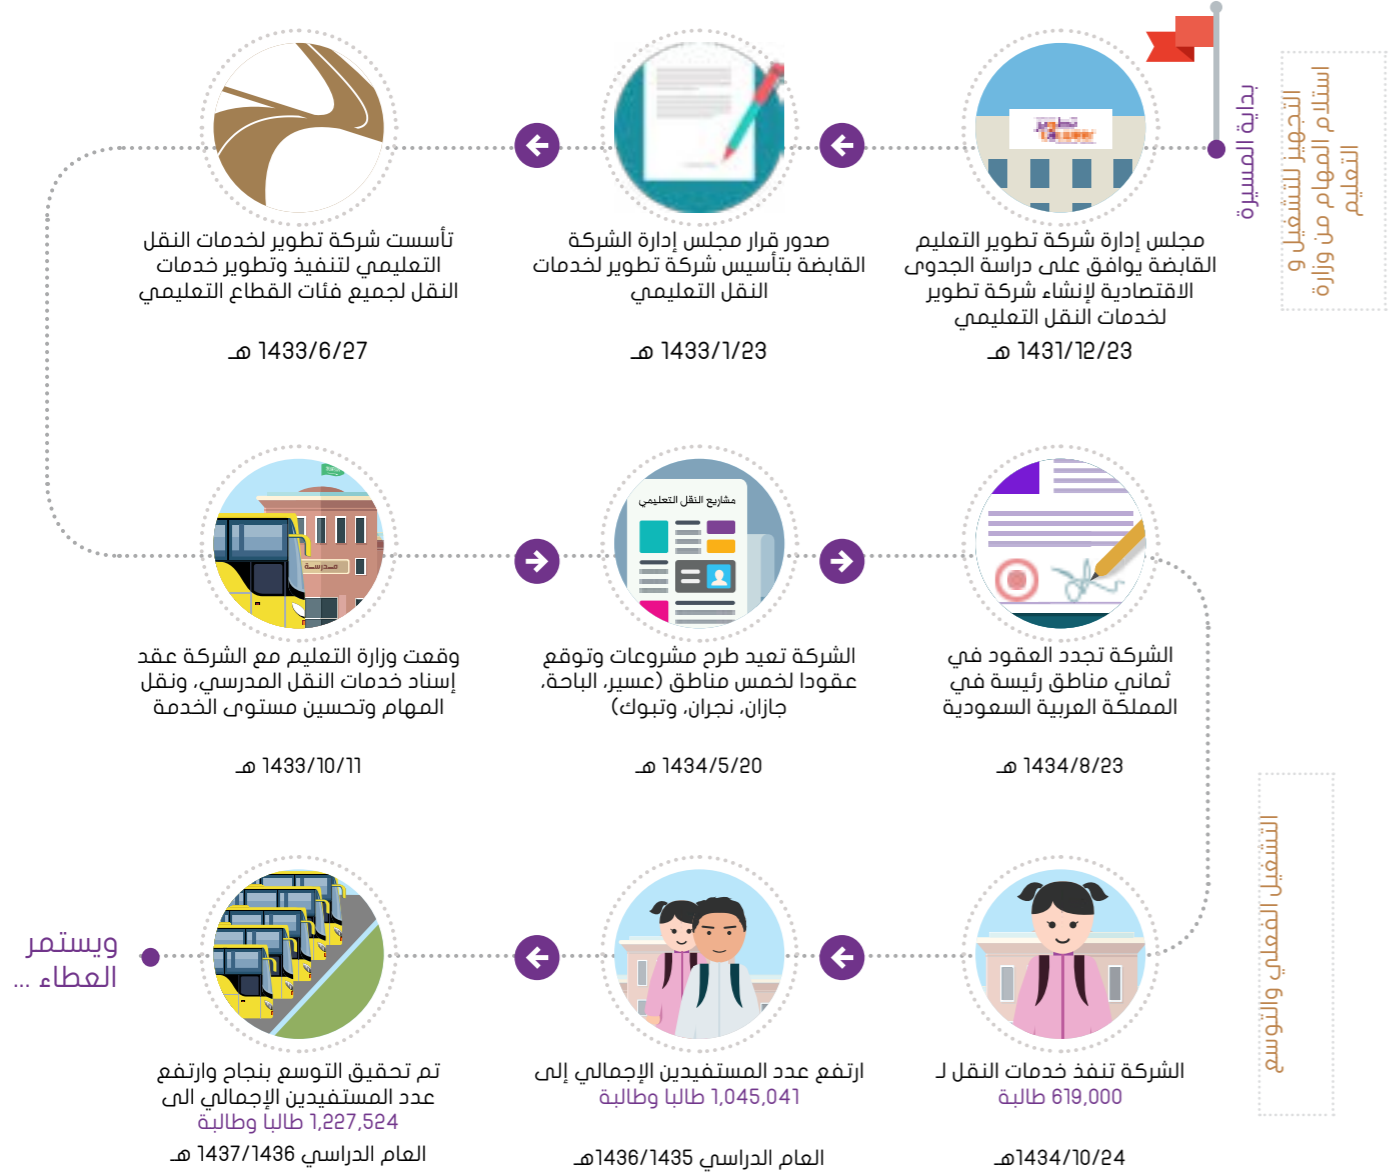 استلام المهام من وزارة
التجهيز للتشغيل و
التعليم
بداية المسيرة
تطوير
مجلس إدارة شركة تطوير التعليم
القابضة يوافق على دراسة الجدوى
الاقتصادية لإنشاء شركة تطوير
لخدمات النقل التعليمي
1431/12/23 هـ
صدور قرار مجلس إدارة الشركة
القابضة بتأسيس شركة تطوير لخدمات
النقل التعليمي
1433/1/23 هـ
تأسست شركة تطوير لخدمات النقل
التعليمي لتنفيذ وتطوير خدمات
النقل لجميع فئات القطاع التعليمي
1433/6/27 هـ
مـدرسـة
وقعت وزارة التعليم مع الشركة عقد
إسناد خدمات النقل المدرسي، ونقل
المهام وتحسين مستوى الخدمة
1433/10/11 هـ
مشاريع النقل التعليمي
الشركة تعيد طرح مشروعات وتوقع
عقودا لخمس مناطق (عسير، الباحة،
جازان، نجران، وتبوك)
1434/5/20 هـ
الشركة تجدد العقود في
ثماني مناطق رئيسة في
المملكة العربية السعودية
1434/8/23 هـ
التشغيل الفعلي والتوسع
الشركة تنفذ خدمات النقل لـ
619,000 طالبة
1434/10/24هـ
ارتفع عدد المستفيدين الإجمالي إلى
1,045,041 طالبا وطالبة
العام الدراسي 1436/1435هـ
تم تحقيق التوسع بنجاح وارتفع
عدد المستفيدين الإجمالي الى
1,227,524 طالبا وطالبة
العام الدراسي 1437/1436 هـ
ويستمر
العطاء ...